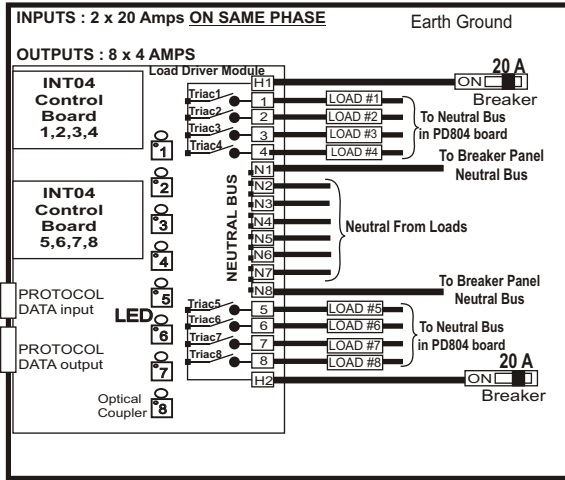 INPUTS : 2 x 20 Amps ON SAME PHASE
Earth Ground
OUTPUTS : 8 x 4 AMPS
Load Driver Module
INT04
Control
Board
1,2,3,4
INT04
Control
Board
5,6,7,8
PROTOCOL
DATA input
PROTOCOL
DATA output
LED
Optical
Coupler
1
2
3
4
5
6
7
8
Triac1
Triac2
Triac3
Triac4
H1
1
2
3
4
N1
N2
N3
N4
N5
N6
N7
N8
NEUTRAL BUS
Triac5
Triac6
Triac7
Triac8
5
6
7
8
H2
LOAD #1
LOAD #2
LOAD #3
LOAD #4
To Neutral Bus
in PD804 board
20 A
ON
Breaker
To Breaker Panel
Neutral Bus
Neutral From Loads
To Breaker Panel
Neutral Bus
LOAD #5
LOAD #6
LOAD #7
LOAD #8
To Neutral Bus
in PD804 board
20 A
ON
Breaker